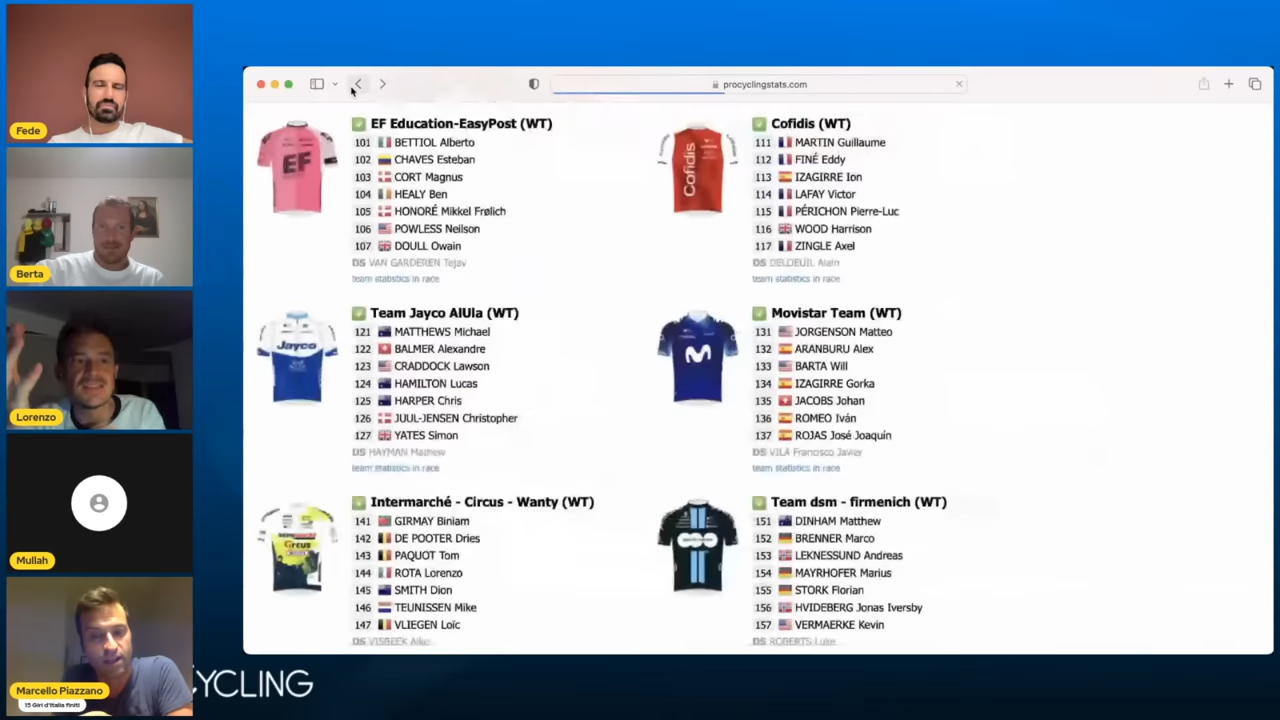 Fede
Berta
Lorenzo
Mullah
Marcello Piazzano
15 Giri d'Italia finiti
CYCLING
procyclingstats.com
EF Education-EasyPost (WT)
101 BETTIOL Alberto
102 CHAVES Esteban
103 CORT Magnus
104 HEALY Ben
105 HONORÉ Mikkel Frølich
106 POWLESS Neilson
107 DOULL Owain
DS VAN GARDEREN Tejay
team statistics in race
EF
Cofidis (WT)
111 MARTIN Guillaume
112 FINÉ Eddy
113 IZAGIRRE Ion
114 LAFAY Victor
115 PÉRICHON Pierre-Luc
116 WOOD Harrison
117 ZINGLE Axel
DS DELDEUIL Alain
team statistics in race
Cofidis
Team Jayco AlUla (WT)
121 MATTHEWS Michael
122 BALMER Alexandre
123 CRADDOCK Lawson
124 HAMILTON Lucas
125 HARPER Chris
126 JUUL-JENSEN Christopher
127 YATES Simon
DS HAYMAN Mathew
team statistics in race
Jayco
Movistar Team (WT)
131 JORGENSON Matteo
132 ARANBURU Alex
133 BARTA Will
134 IZAGIRRE Gorka
135 JACOBS Johan
136 ROMEO Iván
137 ROJAS José Joaquín
DS VILA Francisco Javier
team statistics in race
Intermarché - Circus - Wanty (WT)
141 GIRMAY Biniam
142 DE POOTER Dries
143 PAQUOT Tom
144 ROTA Lorenzo
145 SMITH Dion
146 TEUNISSEN Mike
147 VLIEGEN Loïc
DS VISBEEK Aike
Circus
Team dsm - firmenich (WT)
151 DINHAM Matthew
152 BRENNER Marco
153 LEKNESSUND Andreas
154 MAYRHOFER Marius
155 STORK Florian
156 HVIDEBERG Jonas Iversby
157 VERMAERKE Kevin
DS ROBERTS Luke